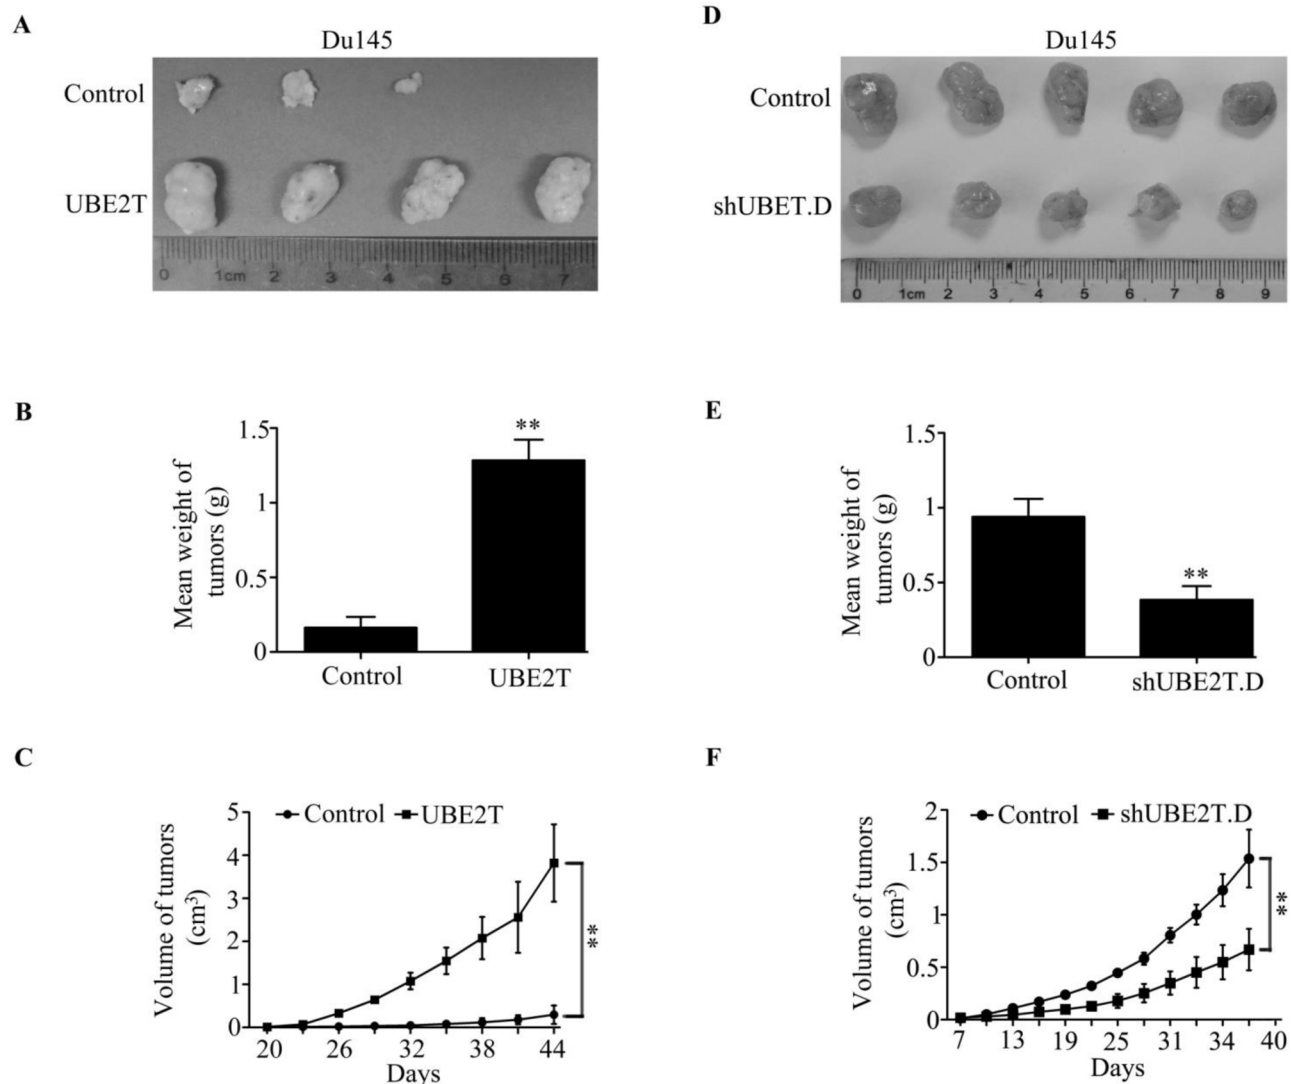 A
Du145
Control
UBE2T
0 1cm 2 3 4 5 6 7
D
Du145
Control
shUBET.D
0 1cm 2 3 4 5 6 7 8 9
B
Mean weight of
tumors (g)
1.5
1
0.5
0
**
Control
UBE2T
E
Mean weight of
tumors (g)
1.5
1
0.5
0
**
Control
shUBE2T.D
C
Volume of tumors
(cm³)
5
4
3
2
1
0
Control UBE2T
**
20 26 32 38 44
Days
F
Volume of tumors
(cm³)
2
1.5
1
0.5
0
Control shUBE2T.D
**
7 13 19 25 31 34 40
Days